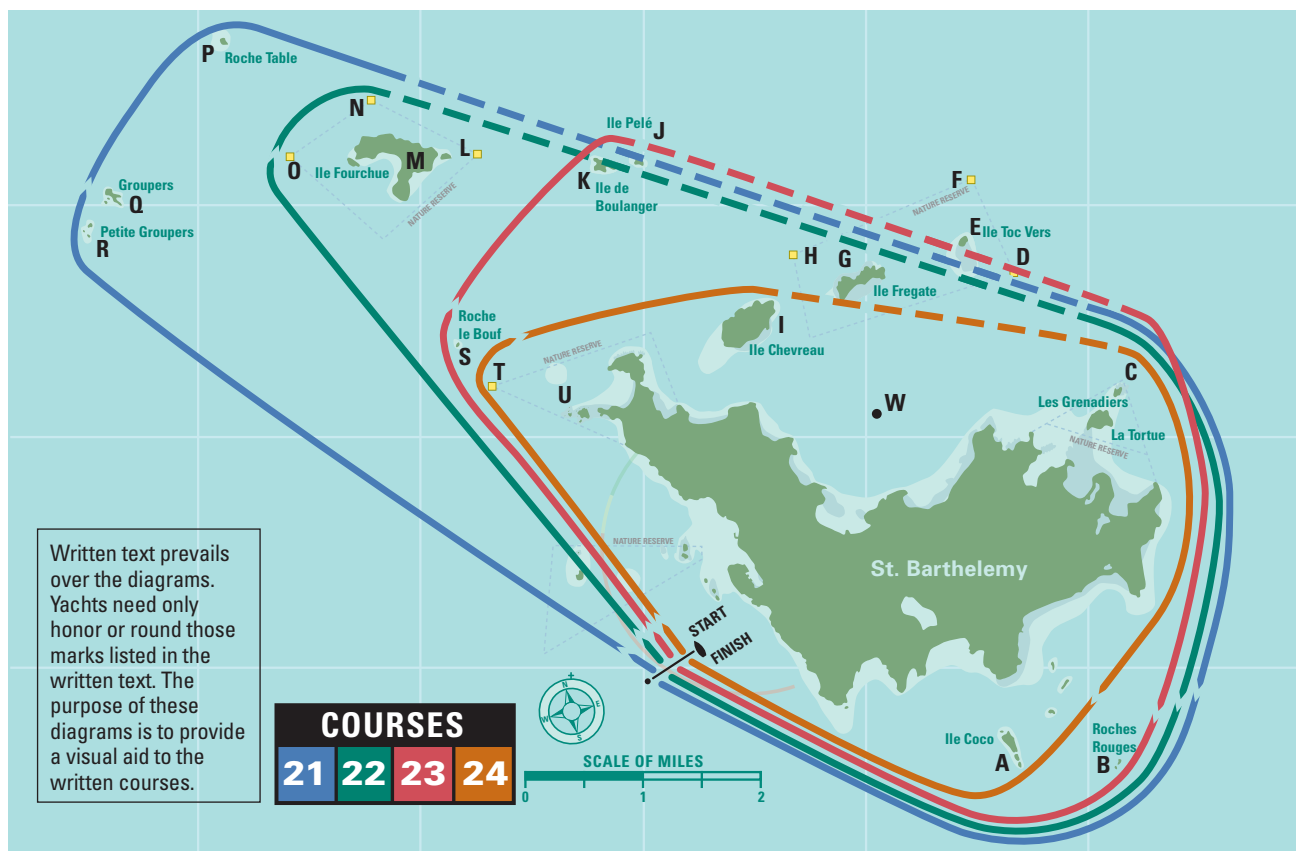 P
Roche Table
N
Ile Pelé
J
L
M
O
Ile Fourchue
K
Ile de
Boulanger
NATURE RESERVE
F
NATURE RESERVE
Groupers
Q
Petite Groupers
R
E
Ile Toc Vers
D
H
G
Ile Fregate
I
Ile Chevreau
Roche
le Bouf
S
T
NATURE RESERVE
U
W
C
Les Grenadiers
La Tortue
NATURE RESERVE
NATURE RESERVE
St. Barthelemy
START
FINISH
Written text prevails
over the diagrams.
Yachts need only
honor or round those
marks listed in the
written text. The
purpose of these
diagrams is to provide
a visual aid to the
written courses.
COURSES
21 22 23 24
N
W E
S
SCALE OF MILES
0 1 2
Ile Coco
A
Roches
Rouges
B